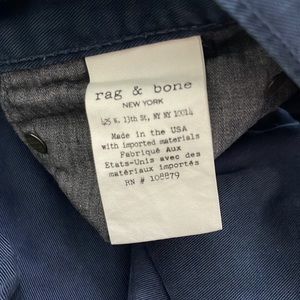 rag & bone
NEW YORK
425 W. 13th St, NY NY 10014
Made in the USA
with imported materials
Fabriqué Aux
Etats-Unis avec des
matériaux importés
RN # 108879